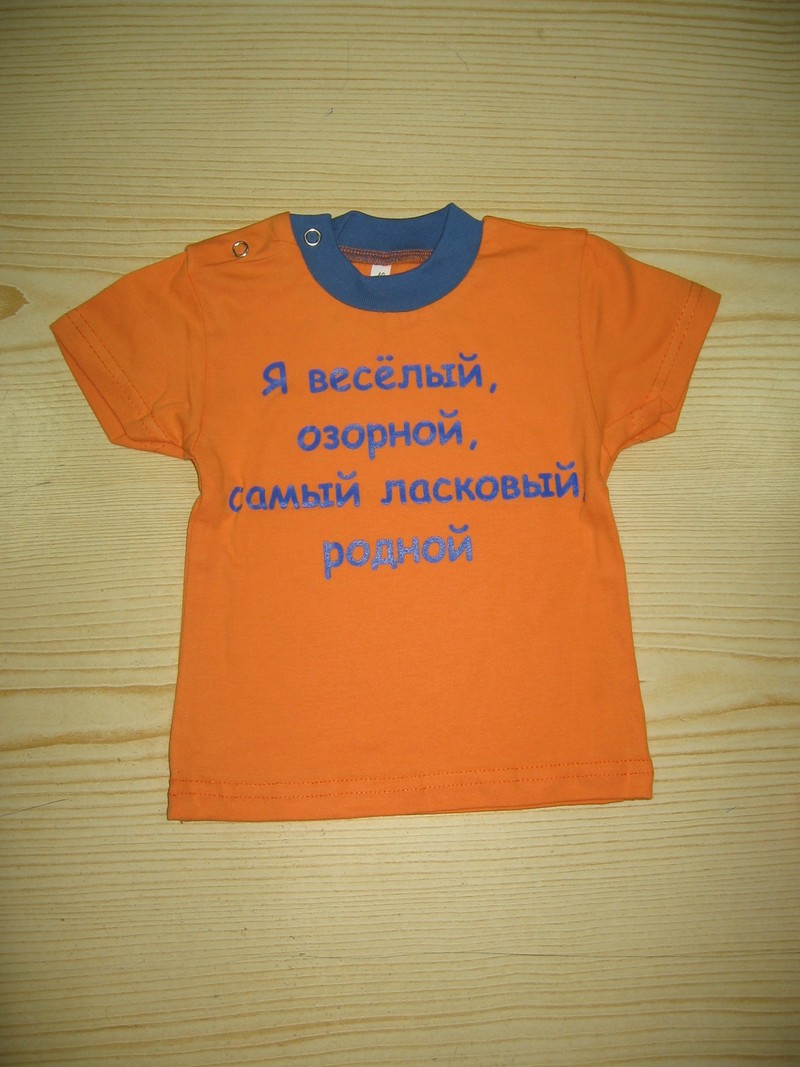 Я весёлый,
озорной,
самый ласковый,
родной